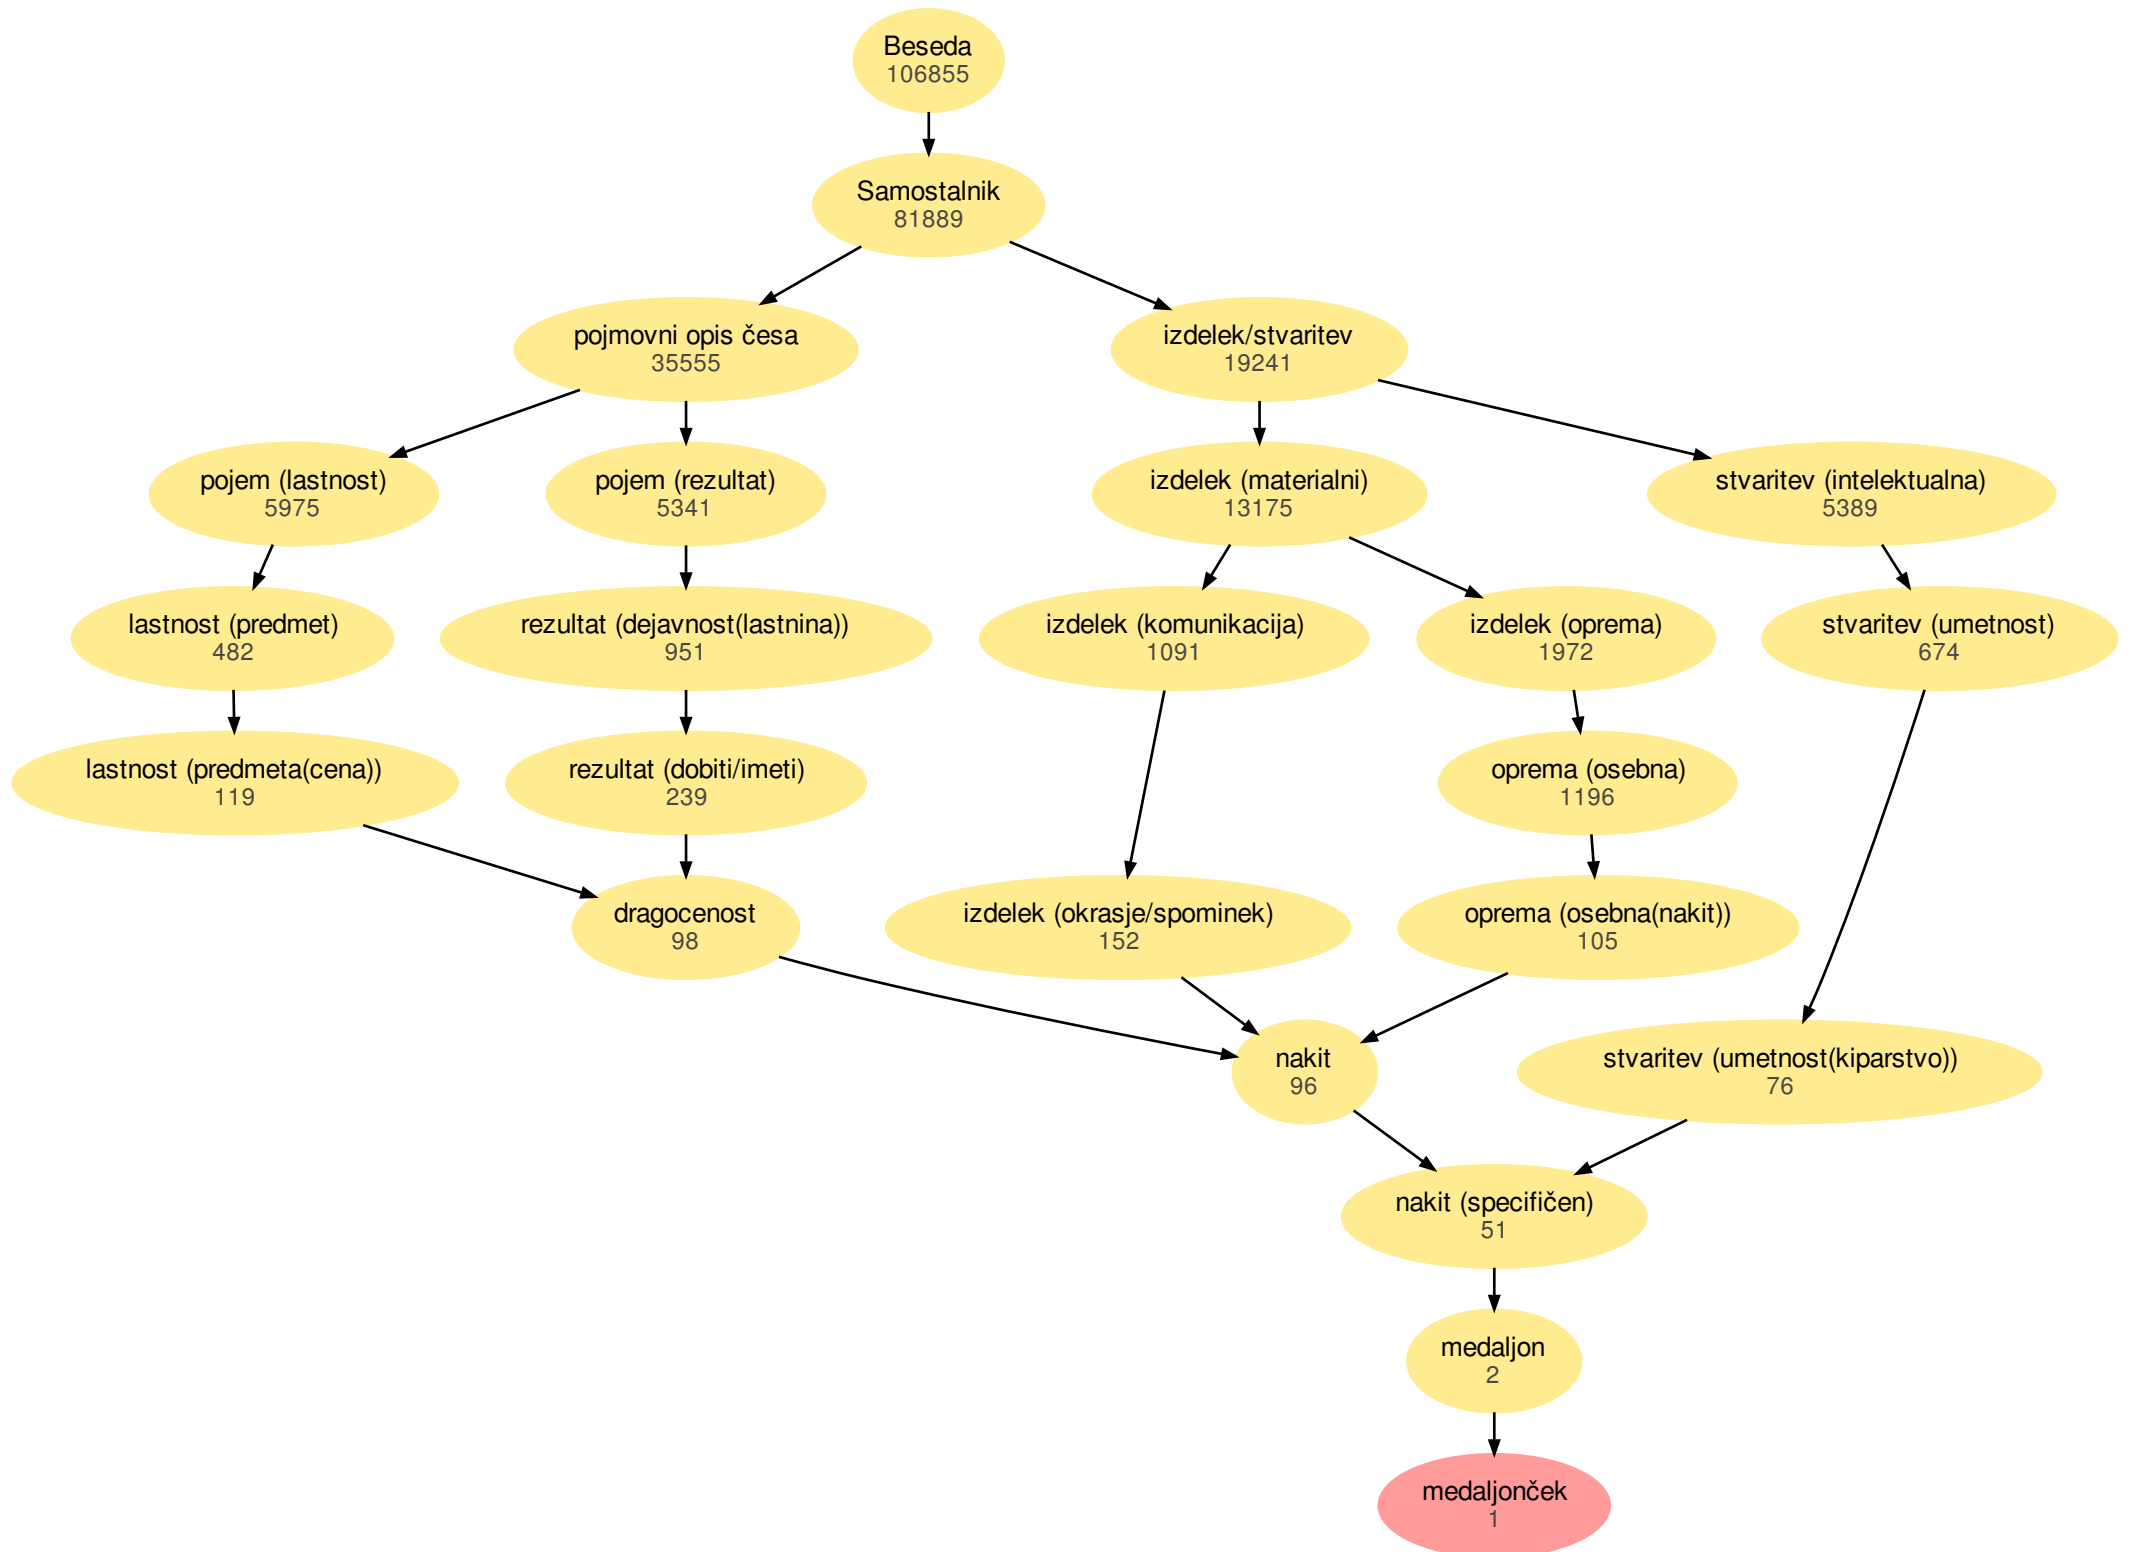 Beseda
106855
Samostalnik
81889
pojmovni opis česa
35555
izdelek/stvaritev
19241
pojem (lastnost)
5975
pojem (rezultat)
5341
izdelek (materialni)
13175
stvaritev (intelektualna)
5389
lastnost (predmet)
482
rezultat (dejavnost(lastnina))
951
izdelek (komunikacija)
1091
izdelek (oprema)
1972
stvaritev (umetnost)
674
lastnost (predmeta(cena))
119
rezultat (dobiti/imeti)
239
oprema (osebna)
1196
dragocenost
98
izdelek (okrasje/spominek)
152
oprema (osebna(nakit))
105
nakit
96
stvaritev (umetnost(kiparstvo))
76
nakit (specifičen)
51
medaljon
2
medaljonček
1